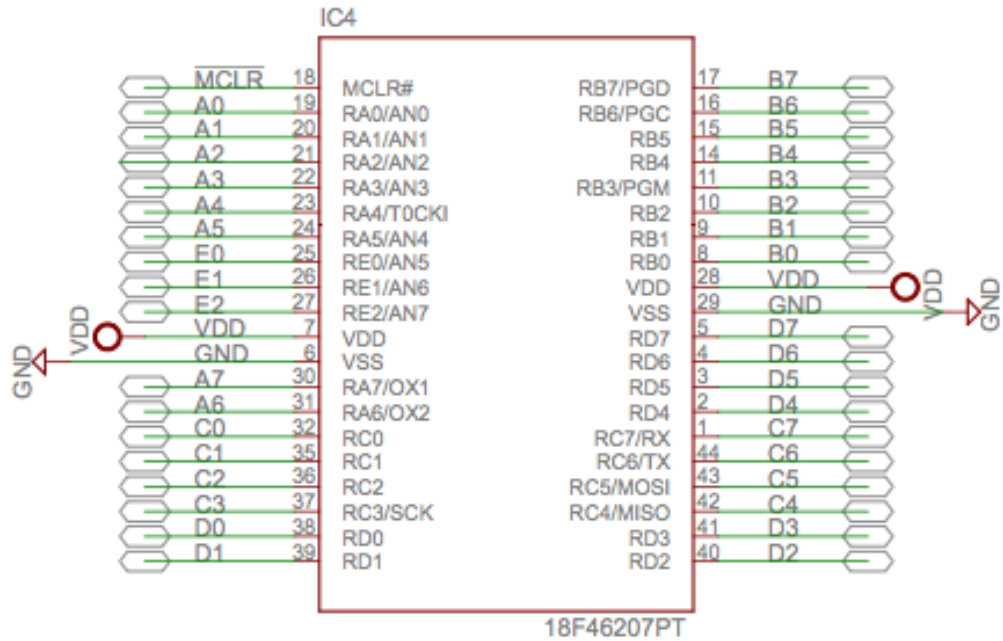 IC4
MCLR 18 MCLR# RB7/PGD 17 B7
A0 19 RA0/AN0 RB6/PGC 16 B6
A1 20 RA1/AN1 RB5 15 B5
A2 21 RA2/AN2 RB4 14 B4
A3 22 RA3/AN3 RB3/PGM 11 B3
A4 23 RA4/T0CKI RB2 10 B2
A5 24 RA5/AN4 RB1 9 B1
E0 25 RE0/AN5 RB0 8 B0
E1 26 RE1/AN6 VDD 28 VDD VDD
E2 27 RE2/AN7 VSS 29 GND GND
VDD VDD 7 VDD RD7 5 D7
GND GND 6 VSS RD6 4 D6
A7 30 RA7/OX1 RD5 3 D5
A6 31 RA6/OX2 RD4 2 D4
C0 32 RC0 RC7/RX 1 C7
C1 35 RC1 RC6/TX 44 C6
C2 36 RC2 RC5/MOSI 43 C5
C3 37 RC3/SCK RC4/MISO 42 C4
D0 38 RD0 RD3 41 D3
D1 39 RD1 RD2 40 D2
18F46207PT